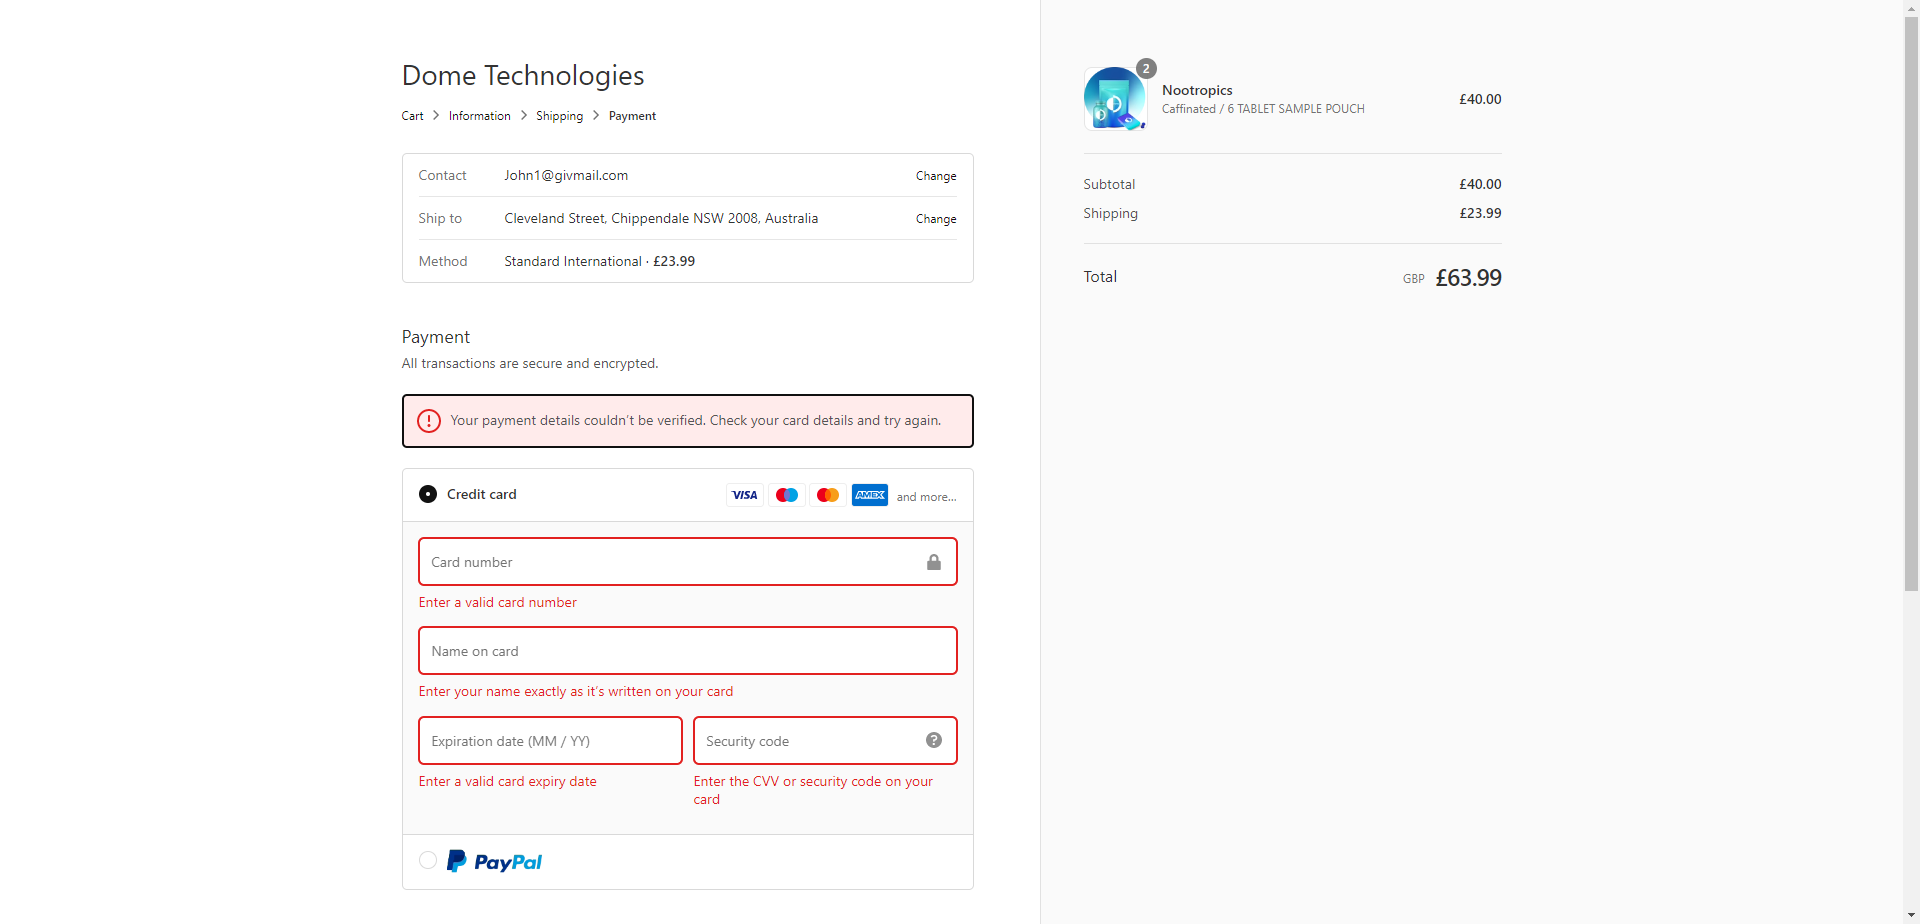 Dome Technologies
Cart > Information > Shipping > Payment
Contact John1@givmail.com Change
Ship to Cleveland Street, Chippendale NSW 2008, Australia Change
Method Standard International · £23.99
Payment
All transactions are secure and encrypted.
Your payment details couldn't be verified. Check your card details and try again.
Credit card VISA AMEX and more...
Card number
Enter a valid card number
Name on card
Enter your name exactly as it's written on your card
Expiration date (MM / YY) Security code ?
Enter a valid card expiry date Enter the CVV or security code on your
card
PayPal
2
Nootropics £40.00
Caffinated / 6 TABLET SAMPLE POUCH
Subtotal £40.00
Shipping £23.99
Total GBP £63.99